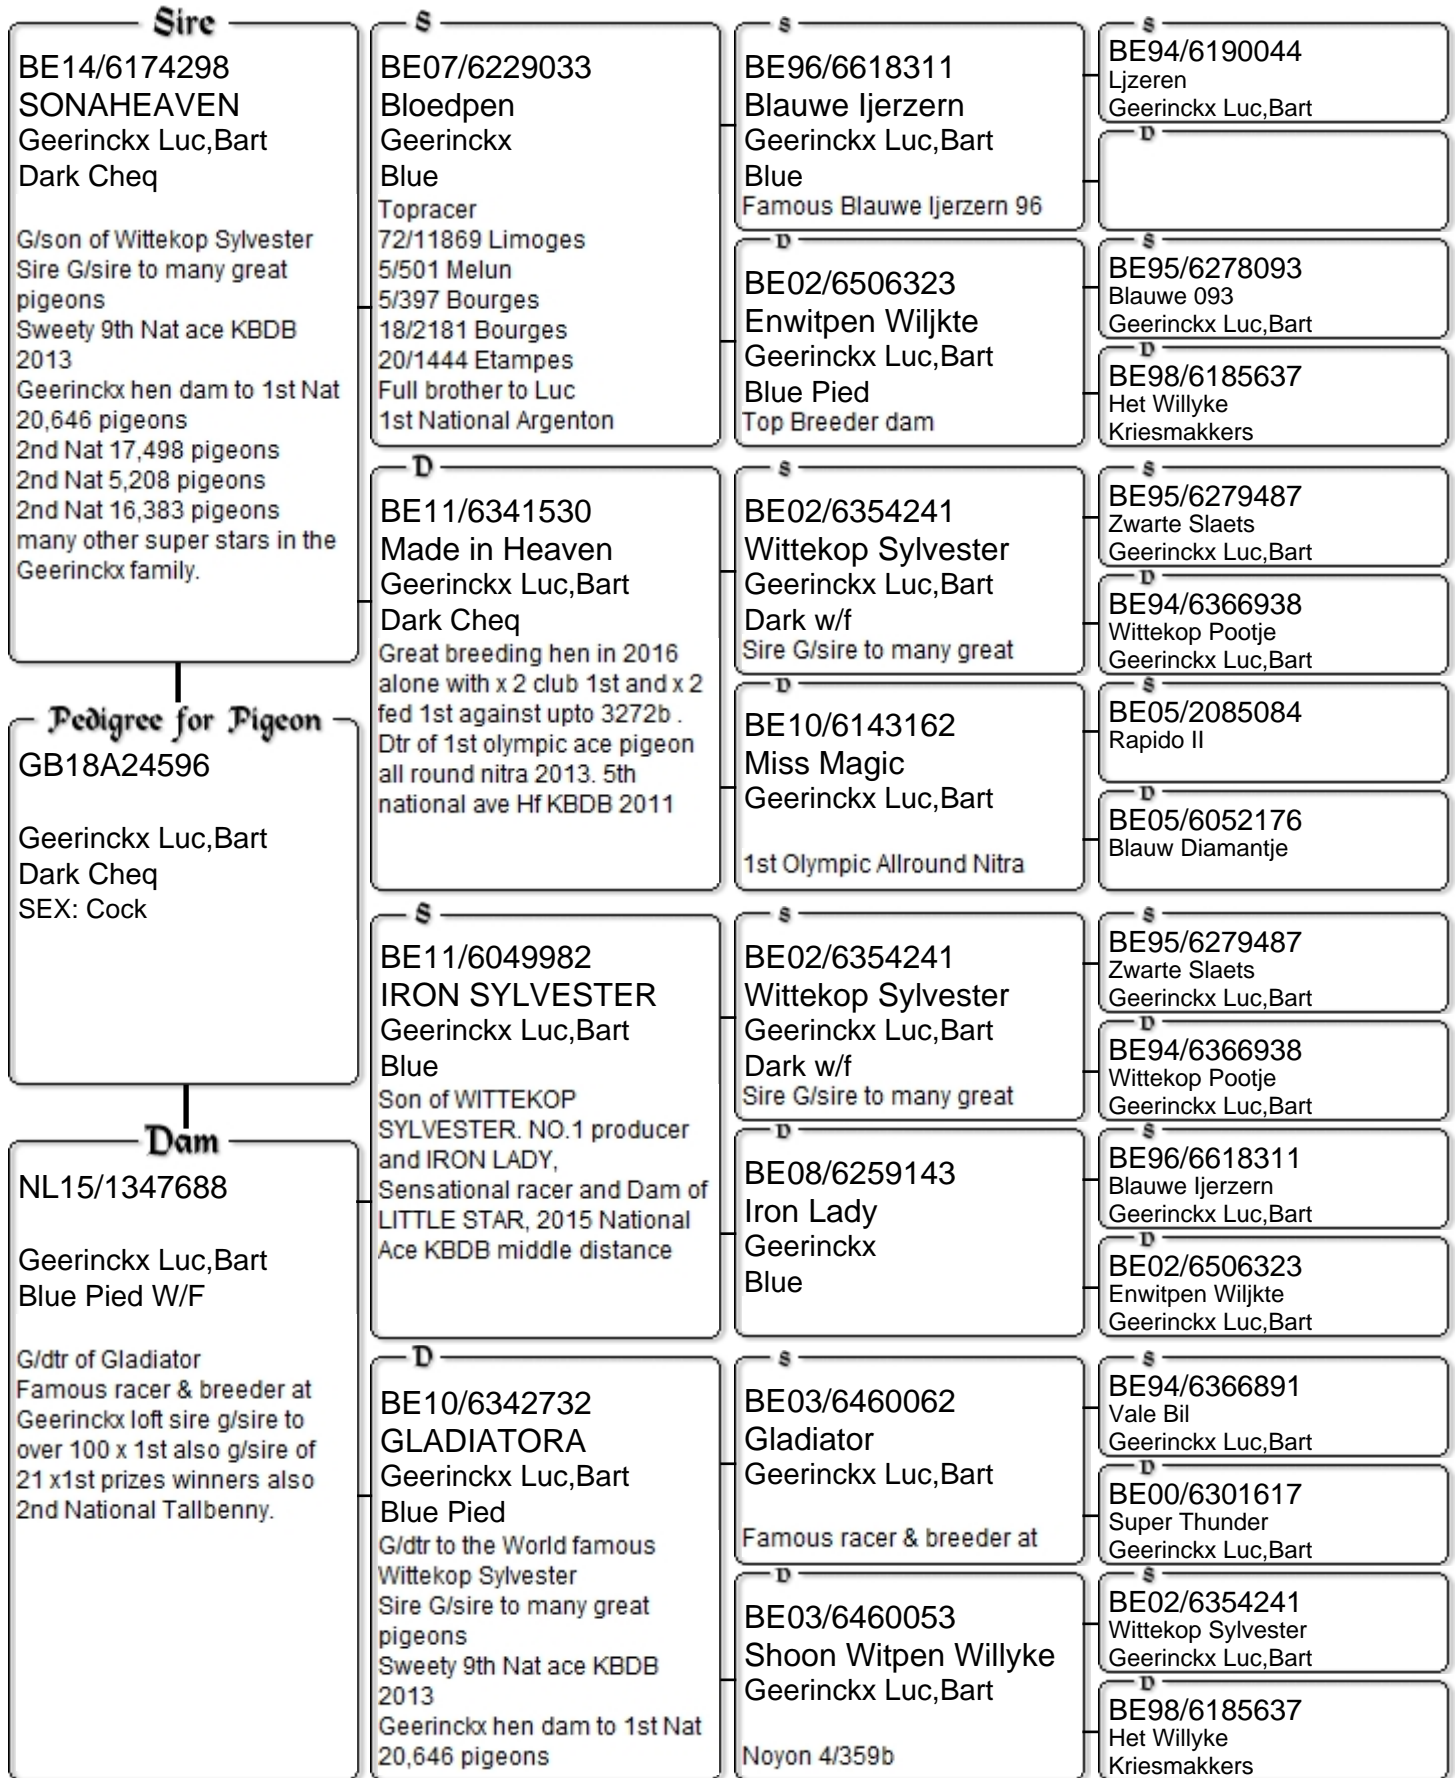 Sire
BE14/6174298
SONAHEAVEN
Geerinckx Luc,Bart
Dark Cheq
G/son of Wittekop Sylvester
Sire G/sire to many great
pigeons
Sweety 9th Nat ace KBDB
2013
Geerinckx hen dam to 1st Nat
20,646 pigeons
2nd Nat 17,498 pigeons
2nd Nat 5,208 pigeons
2nd Nat 16,383 pigeons
many other super stars in the
Geerinckx family.
Pedigree for Pigeon
GB18A24596
Geerinckx Luc,Bart
Dark Cheq
SEX: Cock
Dam
NL15/1347688
Geerinckx Luc,Bart
Blue Pied W/F
G/dtr of Gladiator
Famous racer & breeder at
Geerinckx loft sire g/sire to
over 100 x 1st also g/sire of
21 x1st prizes winners also
2nd National Tallbenny.
S
BE07/6229033
Bloedpen
Geerinckx
Blue
Topracer
72/11869 Limoges
5/501 Melun
5/397 Bourges
18/2181 Bourges
20/1444 Etampes
Full brother to Luc
1st National Argenton
D
BE11/6341530
Made in Heaven
Geerinckx Luc,Bart
Dark Cheq
Great breeding hen in 2016
alone with x 2 club 1st and x 2
fed 1st against upto 3272b .
Dtr of 1st olympic ace pigeon
all round nitra 2013. 5th
national ave Hf KBDB 2011
S
BE11/6049982
IRON SYLVESTER
Geerinckx Luc,Bart
Blue
Son of WITTEKOP
SYLVESTER. NO.1 producer
and IRON LADY,
Sensational racer and Dam of
LITTLE STAR, 2015 National
Ace KBDB middle distance
D
BE10/6342732
GLADIATORA
Geerinckx Luc,Bart
Blue Pied
G/dtr to the World famous
Wittekop Sylvester
Sire G/sire to many great
pigeons
Sweety 9th Nat ace KBDB
2013
Geerinckx hen dam to 1st Nat
20,646 pigeons
S
BE96/6618311
Blauwe Ijerzern
Geerinckx Luc,Bart
Blue
Famous Blauwe Ijerzern 96
D
BE02/6506323
Enwitpen Wiljkte
Geerinckx Luc,Bart
Blue Pied
Top Breeder dam
S
BE02/6354241
Wittekop Sylvester
Geerinckx Luc,Bart
Dark w/f
Sire G/sire to many great
D
BE10/6143162
Miss Magic
Geerinckx Luc,Bart
1st Olympic Allround Nitra
S
BE02/6354241
Wittekop Sylvester
Geerinckx Luc,Bart
Dark w/f
Sire G/sire to many great
D
BE08/6259143
Iron Lady
Geerinckx
Blue
S
BE03/6460062
Gladiator
Geerinckx Luc,Bart
Famous racer & breeder at
D
BE03/6460053
Shoon Witpen Willyke
Geerinckx Luc,Bart
Noyon 4/359b
S
BE94/6190044
Ljzeren
Geerinckx Luc,Bart
D
S
BE95/6278093
Blauwe 093
Geerinckx Luc,Bart
D
BE98/6185637
Het Willyke
Kriesmakkers
S
BE95/6279487
Zwarte Slaets
Geerinckx Luc,Bart
D
BE94/6366938
Wittekop Pootje
Geerinckx Luc,Bart
S
BE05/2085084
Rapido II
D
BE05/6052176
Blauw Diamantje
S
BE95/6279487
Zwarte Slaets
Geerinckx Luc,Bart
D
BE94/6366938
Wittekop Pootje
Geerinckx Luc,Bart
S
BE96/6618311
Blauwe Ijerzern
Geerinckx Luc,Bart
D
BE02/6506323
Enwitpen Wiljkte
Geerinckx Luc,Bart
S
BE94/6366891
Vale Bil
Geerinckx Luc,Bart
D
BE00/6301617
Super Thunder
Geerinckx Luc,Bart
S
BE02/6354241
Wittekop Sylvester
Geerinckx Luc,Bart
D
BE98/6185637
Het Willyke
Kriesmakkers